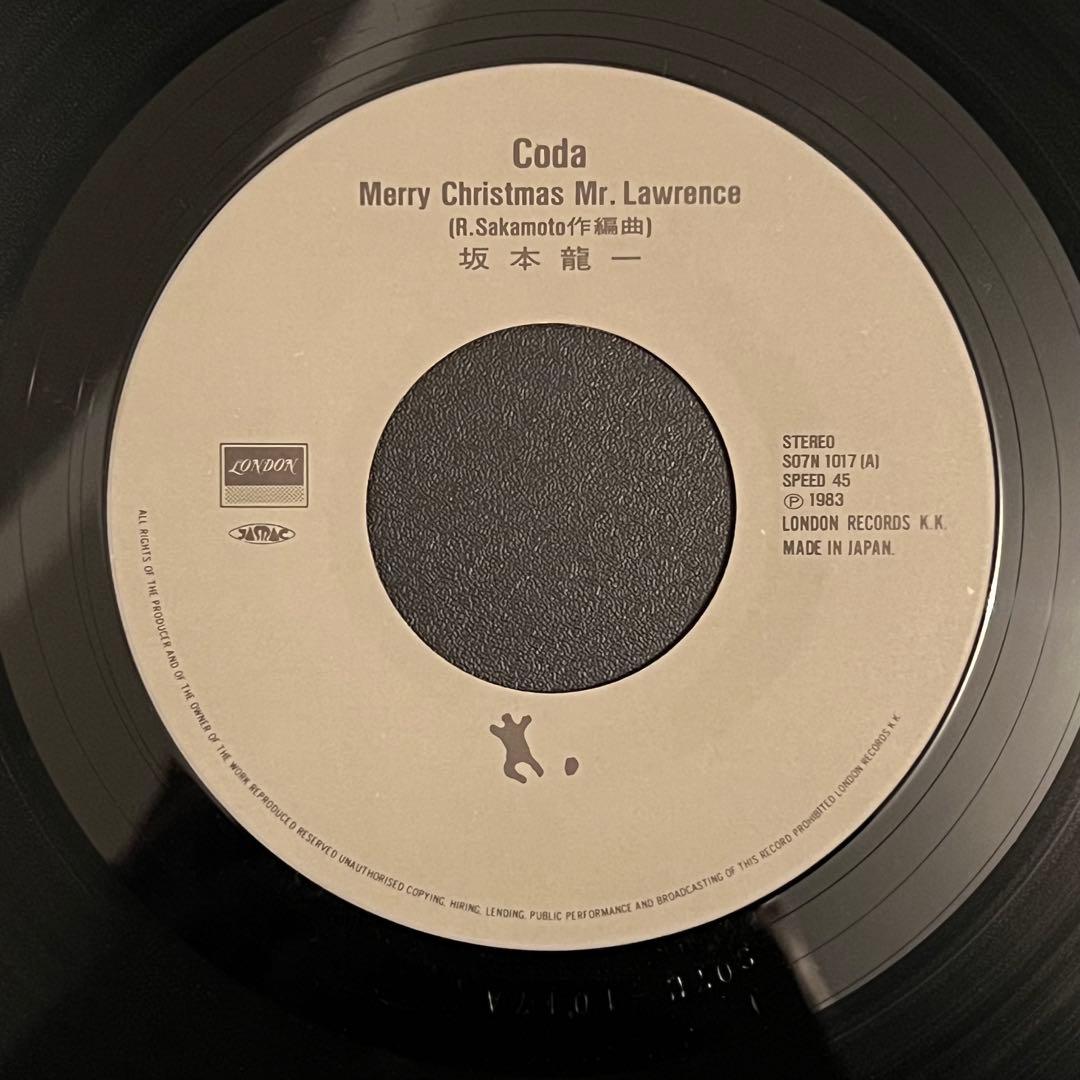 Coda
Merry Christmas Mr. Lawrence
(R.Sakamoto作編曲)
坂本龍一
LONDON
JASRAC
STEREO
S07N 1017 (A)
SPEED 45
Ⓟ 1983
LONDON RECORDS K.K.
MADE IN JAPAN.
ALL RIGHTS OF THE PRODUCER AND OF THE OWNER OF THE WORK REPRODUCED RESERVED UNAUTHORISED COPYING, HIRING, LENDING, PUBLIC PERFORMANCE AND BROADCASTING OF THIS RECORD PROHIBITED LONDON RECORDS K.K.